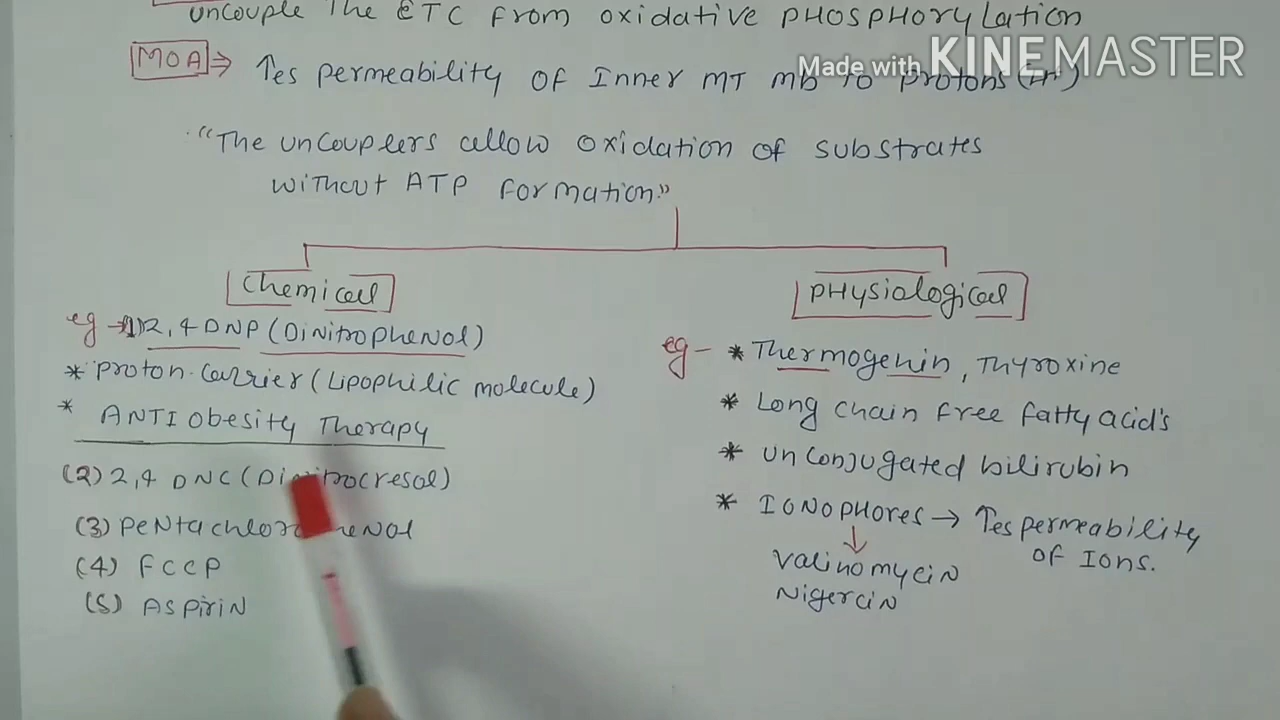 uncouple The ETC from oxidative PHOSPHORYLation
MOA ⇒ ↑es permeability of Inner MT mb to protons (H⁺)
Made with KINEMASTER
"The uncouplers allow oxidation of substrates
without ATP formation"
Chemical
eg → 1) 2,4 DNP (Dinitrophenol)
* Proton carrier (Lipophilic molecule)
* ANTIobesity Therapy
(2) 2,4 DNC (Dinitrocresol)
(3) Pentachlorophenol
(4) FCCP
(5) Aspirin
PHysiological
eg - * Thermogenin, Thyroxine
* Long chain free fatty acid's
* unconjugated bilirubin
* IONOPHORES → ↑es permeability
of Ions.
↓
Valinomycin
Nigercin